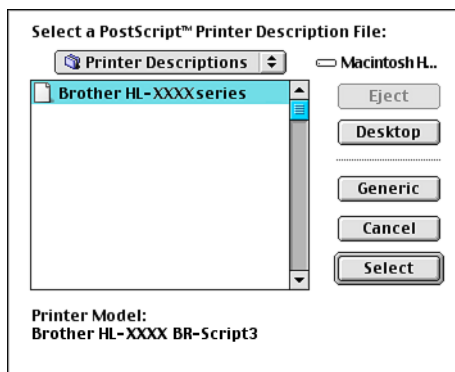 Select a PostScript™ Printer Description File:
Printer Descriptions
Macintosh H...
Brother HL-XXXX series
Eject
Desktop
Generic
Cancel
Select
Printer Model:
Brother HL-XXXX BR-Script3